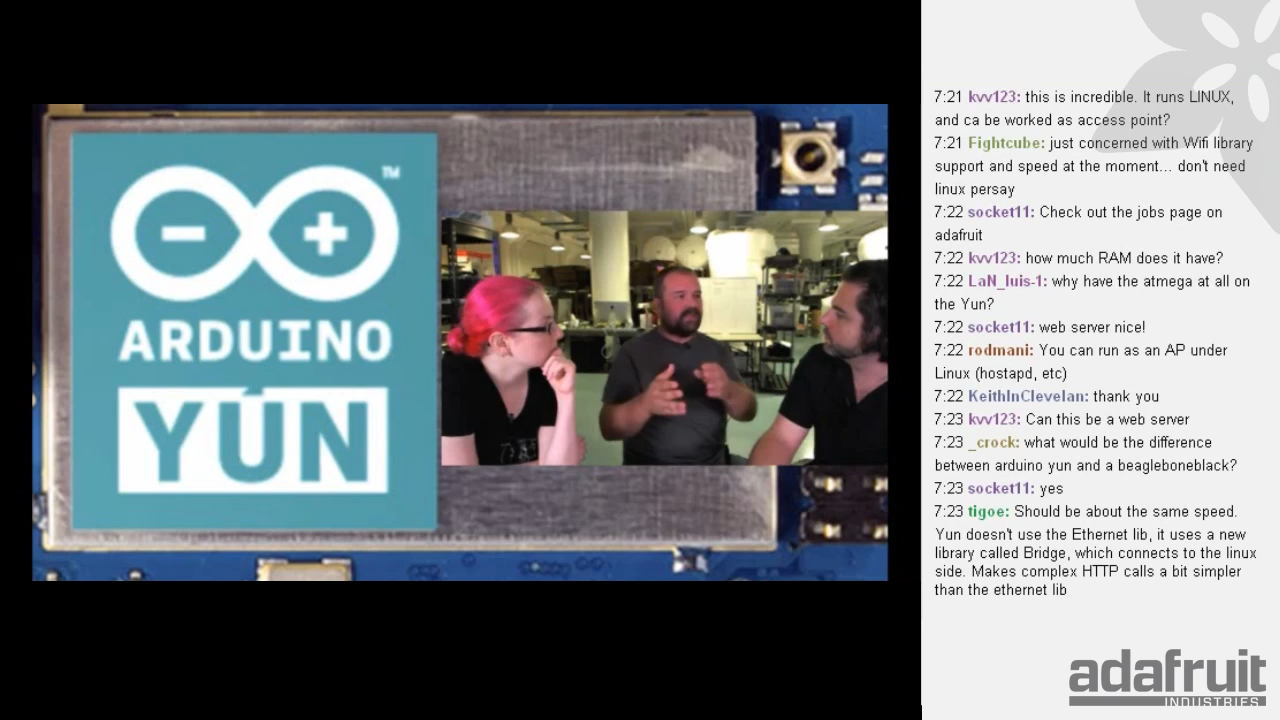 TM
ARDUINO
YÚN
7:21 kvv123: this is incredible. It runs LINUX,
and ca be worked as access point?
7:21 Fightcube: just concerned with Wifi library
support and speed at the moment... don't need
linux persay
7:22 socket11: Check out the jobs page on
adafruit
7:22 kvv123: how much RAM does it have?
7:22 LaN_luis-1: why have the atmega at all on
the Yun?
7:22 socket11: web server nice!
7:22 rodmani: You can run as an AP under
Linux (hostapd, etc)
7:22 KeithInClevelan: thank you
7:23 kvv123: Can this be a web server
7:23 _crock: what would be the difference
between arduino yun and a beagleboneblack?
7:23 socket11: yes
7:23 tigoe: Should be about the same speed.
Yun doesn't use the Ethernet lib, it uses a new
library called Bridge, which connects to the linux
side. Makes complex HTTP calls a bit simpler
than the ethernet lib
adafruit
INDUSTRIES